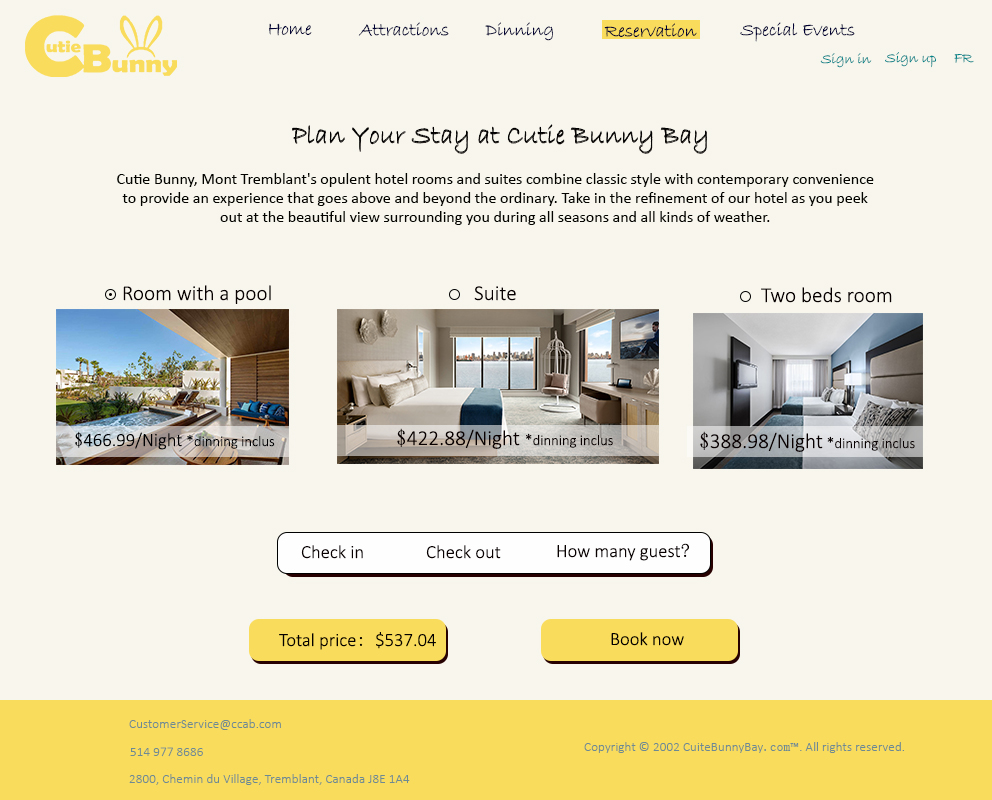 Cutie Bunny
Home Attractions Dinning Reservation Special Events
Sign in Sign up FR
Plan Your Stay at Cutie Bunny Bay
Cutie Bunny, Mont Tremblant's opulent hotel rooms and suites combine classic style with contemporary convenience
to provide an experience that goes above and beyond the ordinary. Take in the refinement of our hotel as you peek
out at the beautiful view surrounding you during all seasons and all kinds of weather.
Room with a pool Suite Two beds room
$466.99/Night *dinning inclus $422.88/Night *dinning inclus $388.98/Night *dinning inclus
Check in Check out How many guest?
Total price: $537.04 Book now
CustomerService@ccab.com
514 977 8686
Copyright © 2002 CuiteBunnyBay. com™. All rights reserved.
2800, Chemin du Village, Tremblant, Canada J8E 1A4